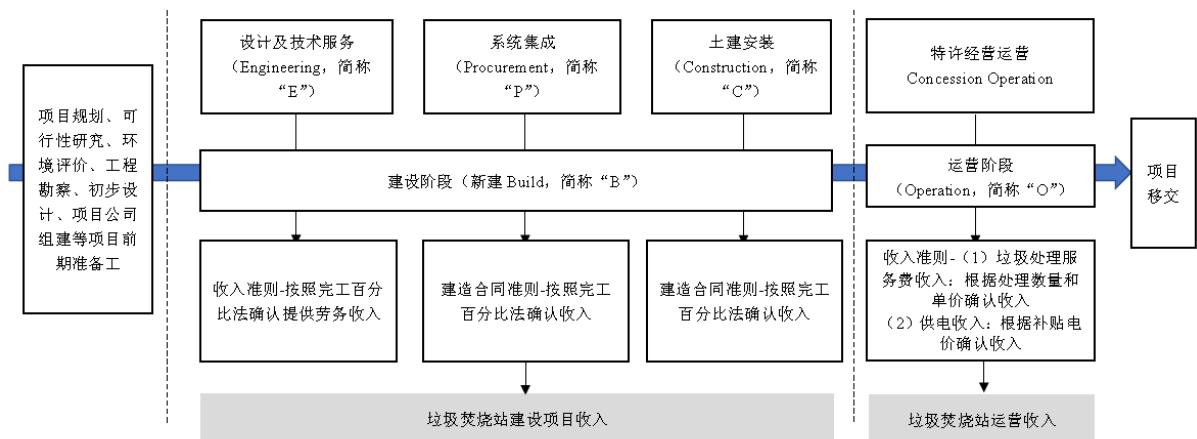 项目规划、可
行性研究、环
境评价、工程
勘察、初步设
计、项目公司
组建等项目前
期准备工
设计及技术服务
（Engineering，简称
“E”）
系统集成
（Procurement，简称
“P”）
土建安装
（Construction，简称
“C”）
特许经营运营
Concession Operation
建设阶段（新建 Build，简称“B”）
运营阶段
（Operation，简称“O”）
项目
移交
收入准则-按照完工百分
比法确认提供劳务收入
建造合同准则-按照完工
百分比法确认收入
建造合同准则-按照完工
百分比法确认收入
收入准则-（1）垃圾处理服
务费收入：根据处理数量和
单价确认收入
（2）供电收入：根据补贴电
价确认收入
垃圾焚烧站建设项目收入
垃圾焚烧站运营收入